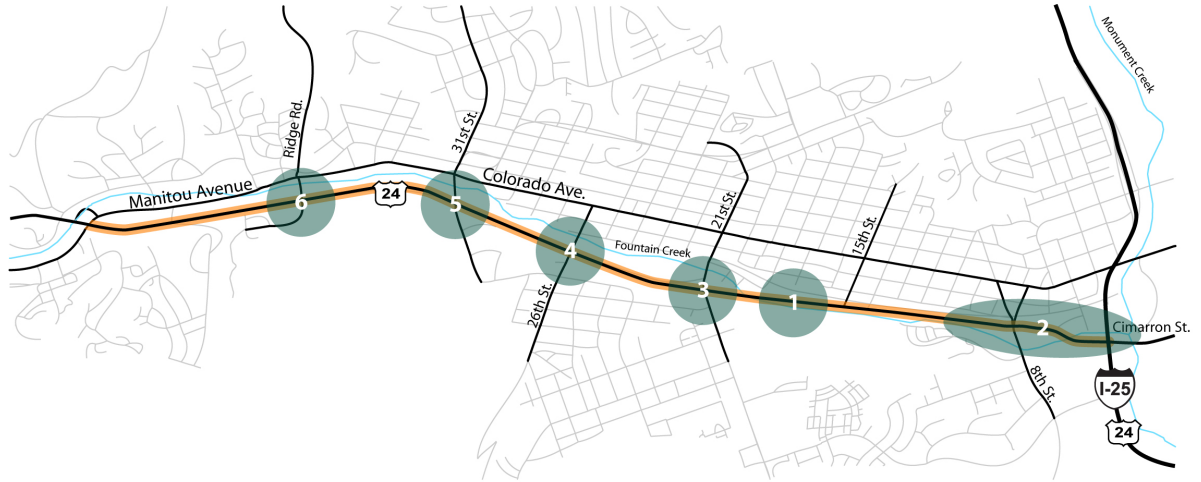 Monument Creek
Ridge Rd.
31st St.
Manitou Avenue
Colorado Ave.
24
21st St.
15th St.
Fountain Creek
26th St.
6
5
4
3
1
2
Cimarron St.
8th St.
I-25
24